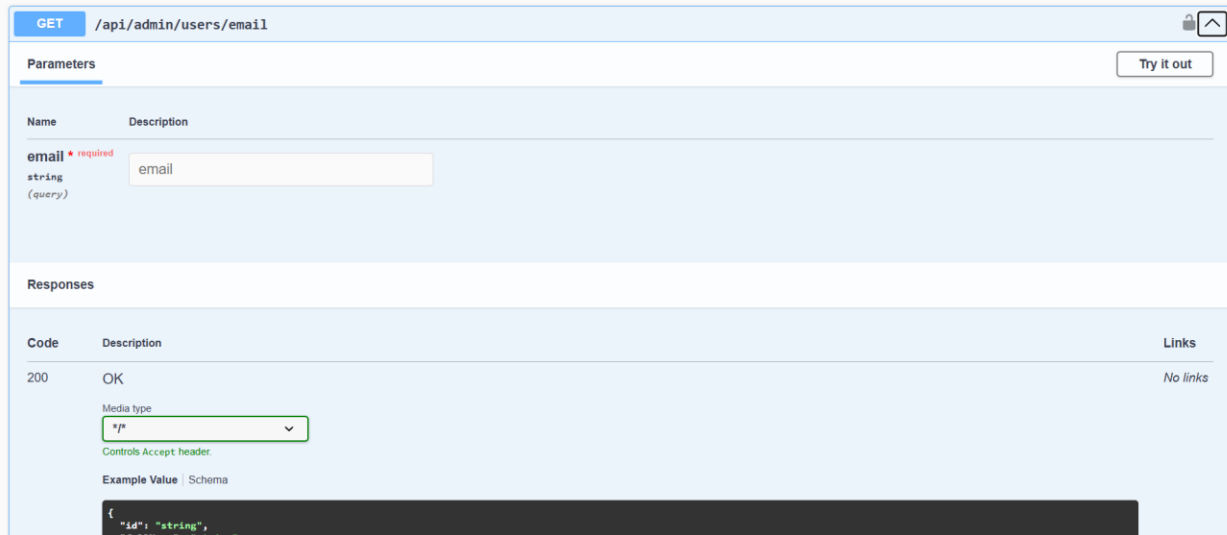 GET /api/admin/users/email
Parameters
Try it out
Name Description
email * required
string
(query)
email
Responses
Code Description Links
200 OK No links
Media type
*/*
Controls Accept header.
Example Value Schema
{
"id": "string",